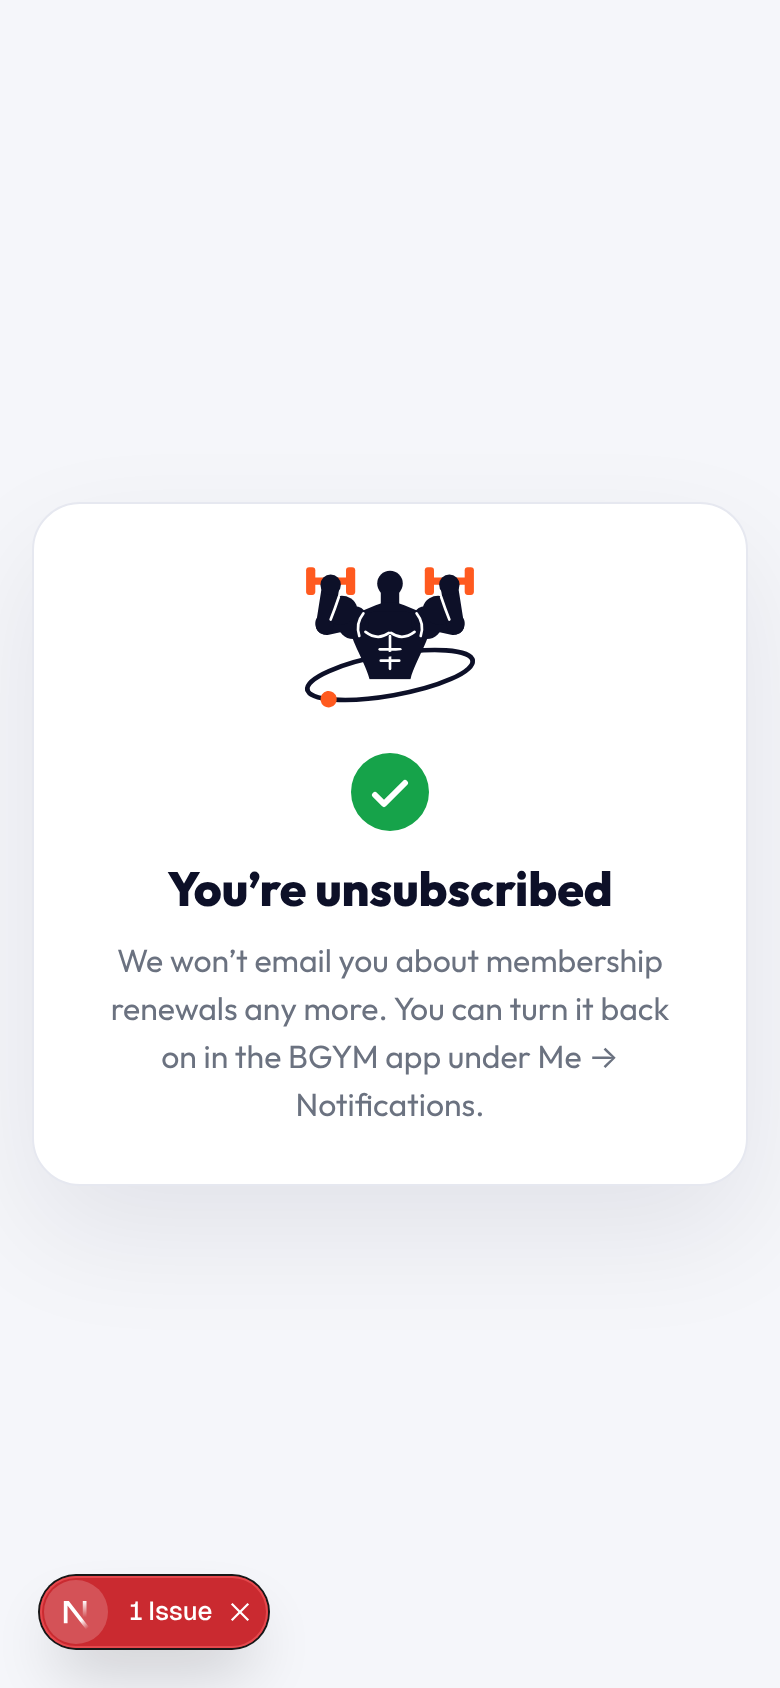 You’re unsubscribed
We won’t email you about membership
renewals any more. You can turn it back
on in the BGYM app under Me →
Notifications.
N 1 Issue